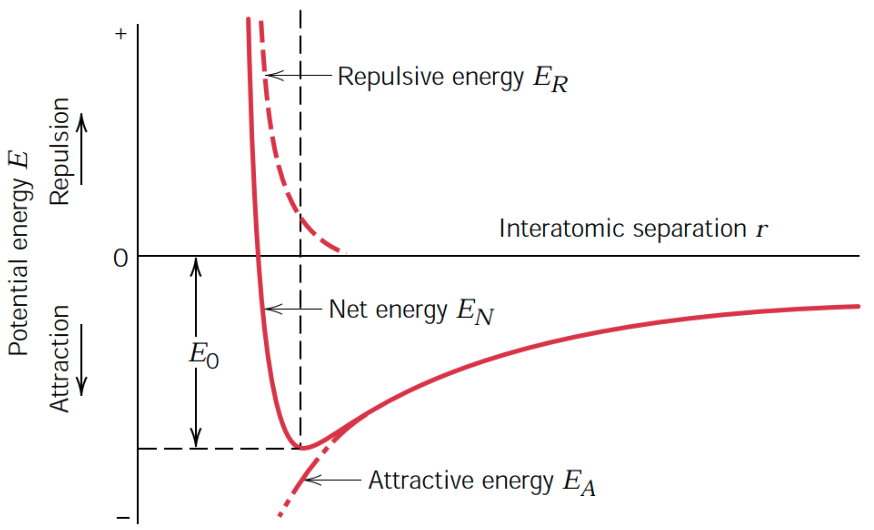 +
Repulsive energy E_R
Repulsion
Potential energy E
Interatomic separation r
0
Net energy E_N
Attraction
E_0
Attractive energy E_A
−